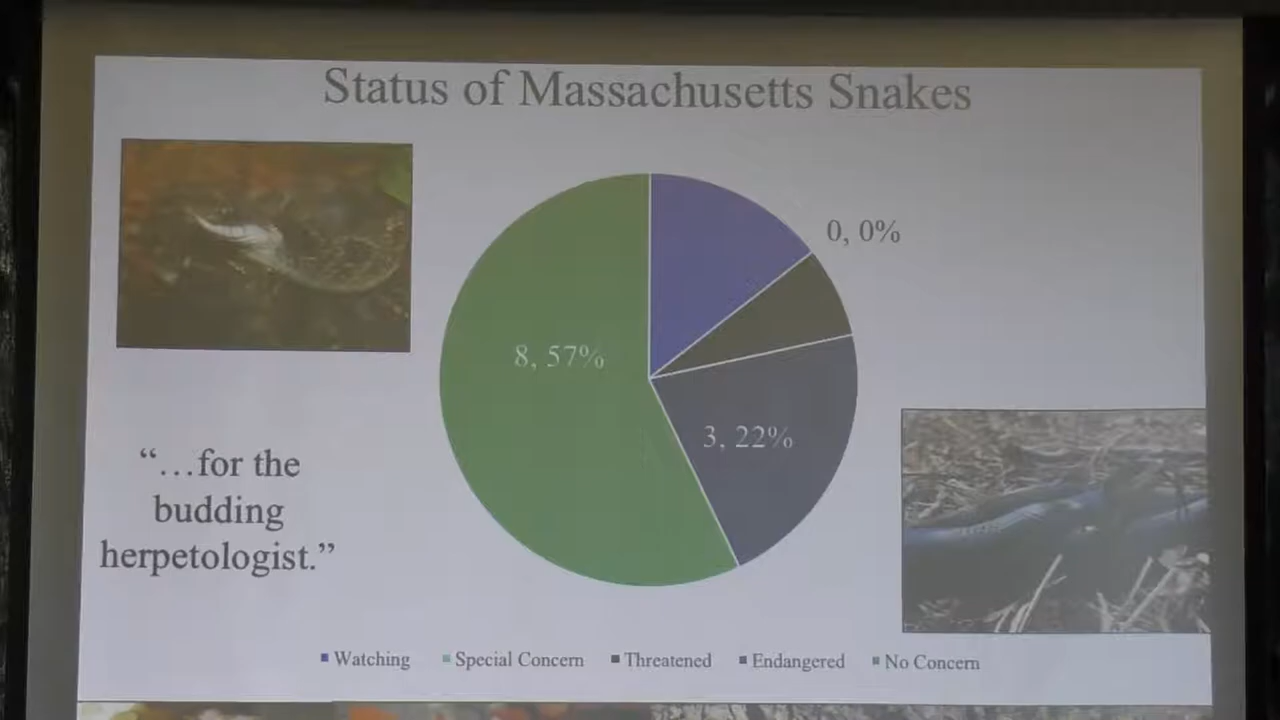 Status of Massachusetts Snakes
0, 0%
8, 57%
3, 22%
“…for the
budding
herpetologist.”
Watching Special Concern Threatened Endangered No Concern